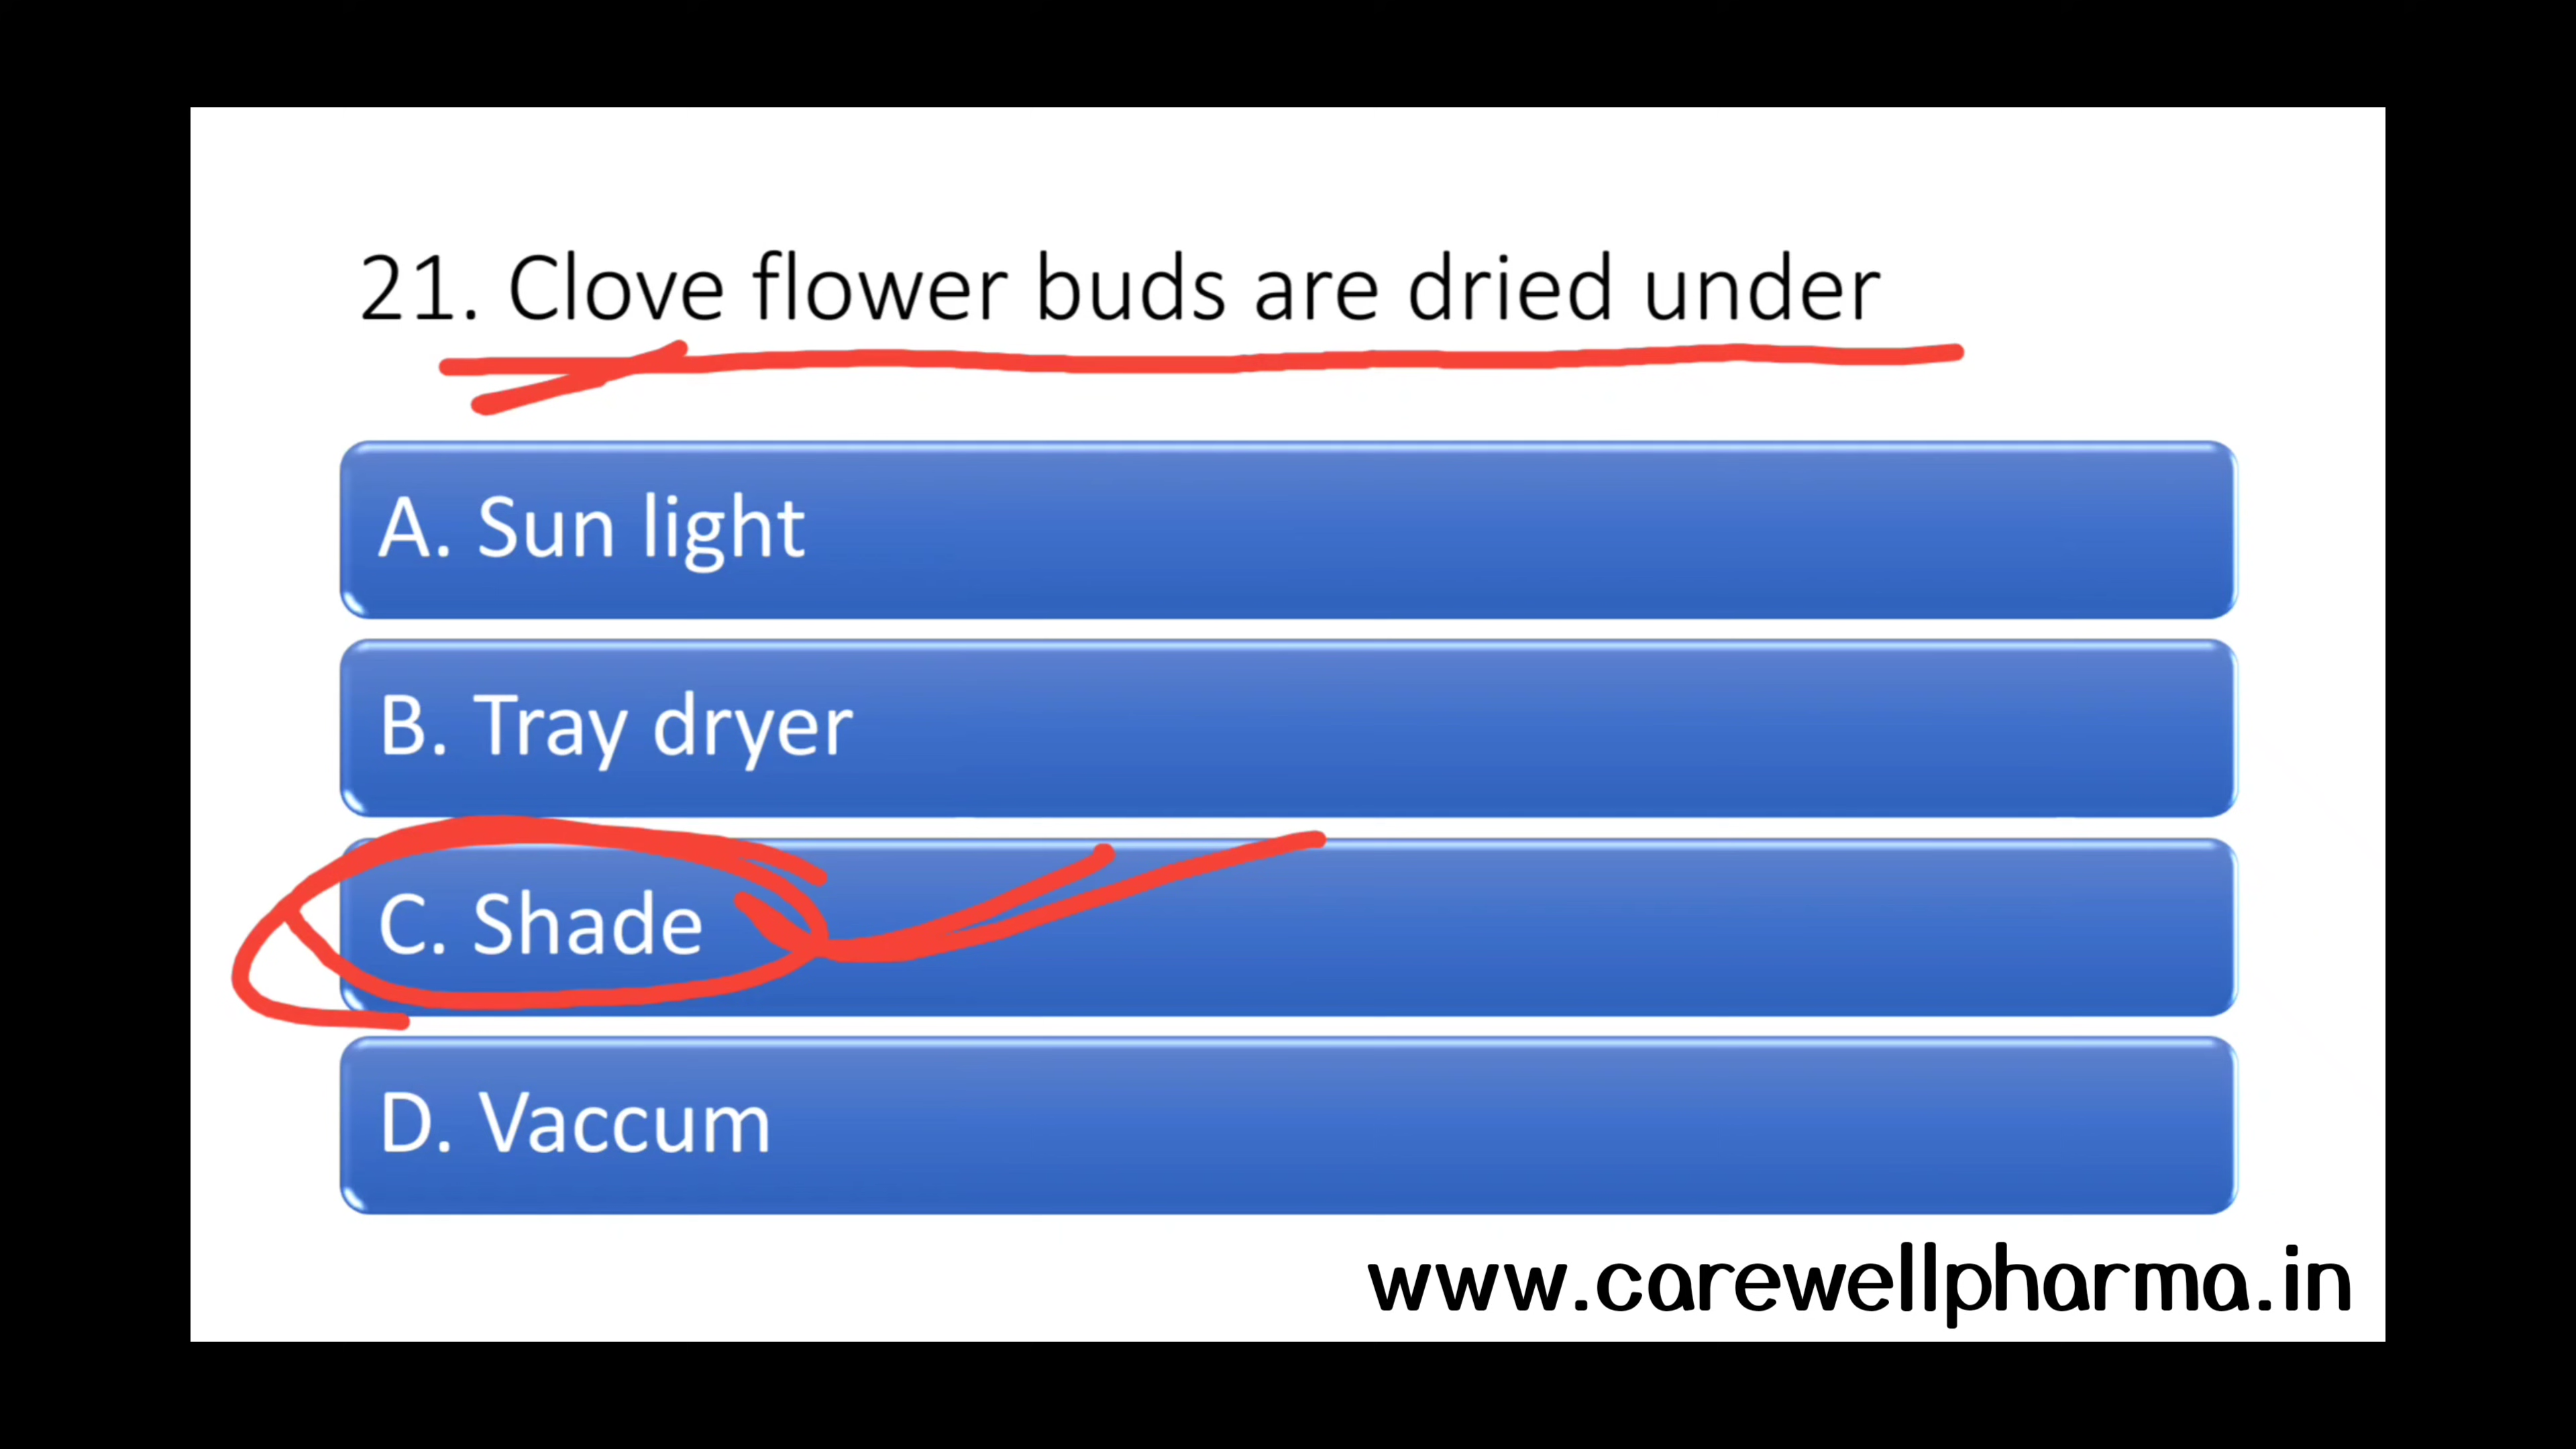 21. Clove flower buds are dried under
A. Sun light
B. Tray dryer
C. Shade
D. Vaccum
www.carewellpharma.in